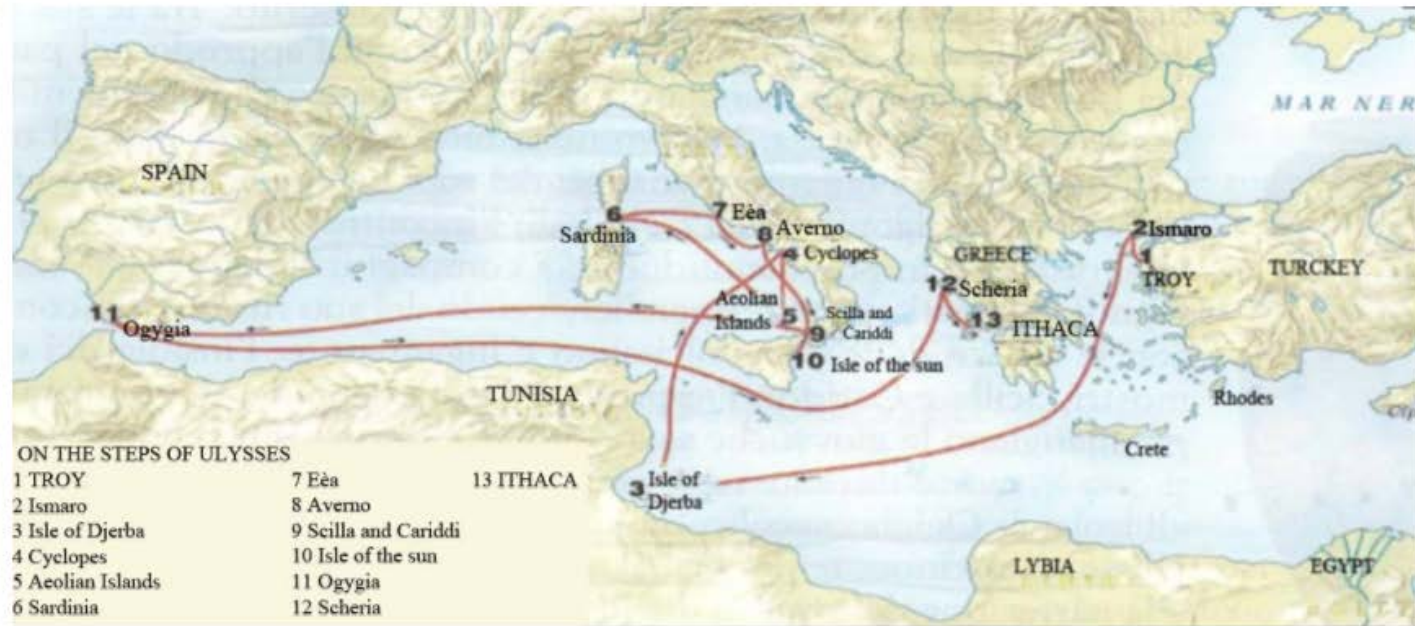 MAR NER
SPAIN
6
Sardinia
7 Eèa
8 Averno
4 Cyclopes
GREECE
2 Ismaro
1
TROY
TURCKEY
12 Scheria
13
ITHACA
11
Ogygia
Aeolian
Islands 5
Scilla and
Cariddi
9
10 Isle of the sun
TUNISIA
Rhodes
Crete
3 Isle of
Djerba
LYBIA
EGYPT
ON THE STEPS OF ULYSSES
1 TROY
2 Ismaro
3 Isle of Djerba
4 Cyclopes
5 Aeolian Islands
6 Sardinia
7 Eèa
8 Averno
9 Scilla and Cariddi
10 Isle of the sun
11 Ogygia
12 Scheria
13 ITHACA